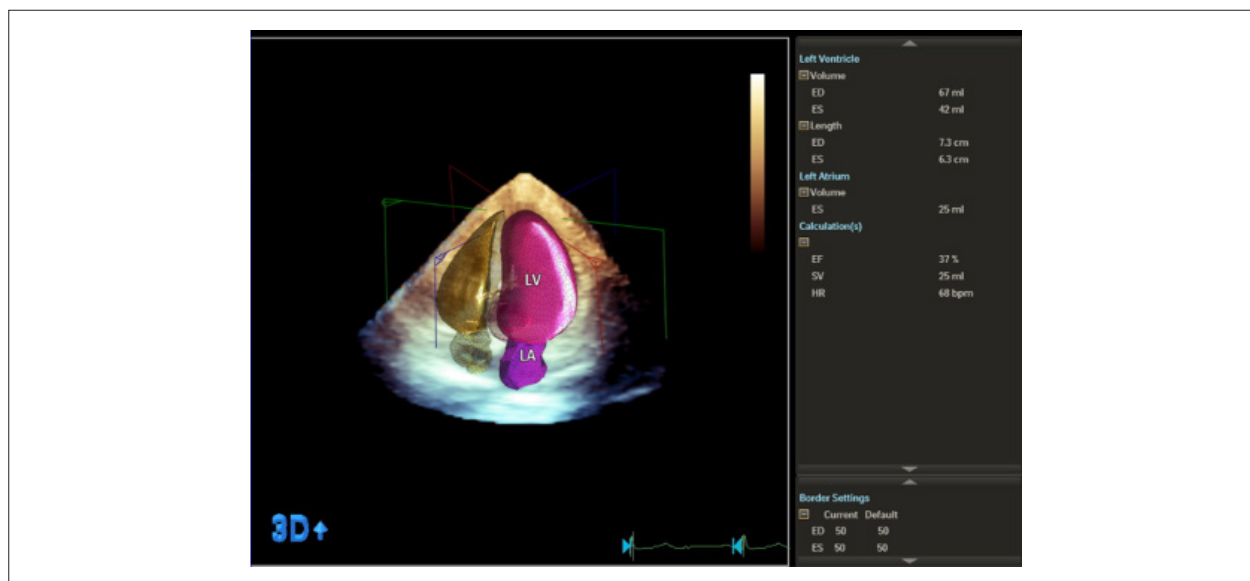 LV
LA
3D
Left Ventricle
Volume
ED 67 ml
ES 42 ml
Length
ED 7.3 cm
ES 6.3 cm
Left Atrium
Volume
ES 25 ml
Calculation(s)
EF 37 %
SV 25 ml
HR 68 bpm
Border Settings
Current Default
ED 50 50
ES 50 50